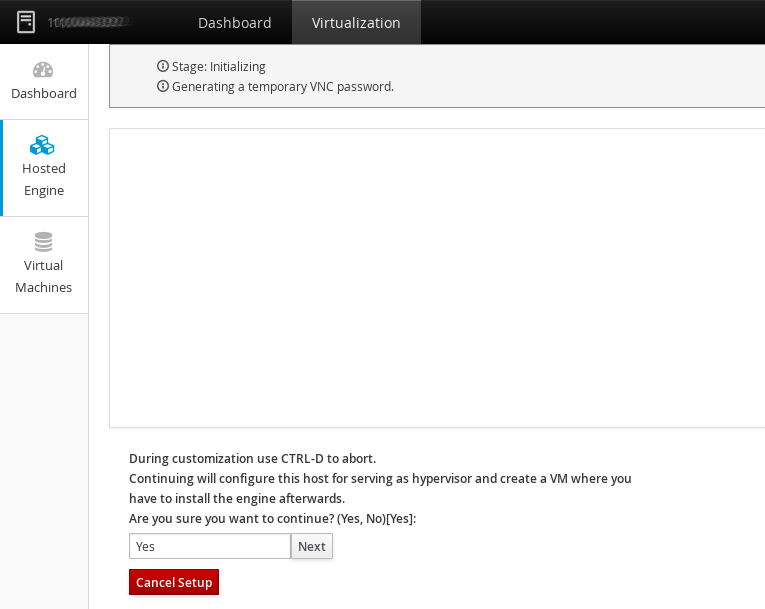 Dashboard
Virtualization
Dashboard
Hosted
Engine
Virtual
Machines
Stage: Initializing
Generating a temporary VNC password.
During customization use CTRL-D to abort.
Continuing will configure this host for serving as hypervisor and create a VM where you
have to install the engine afterwards.
Are you sure you want to continue? (Yes, No)[Yes]:
Yes
Next
Cancel Setup